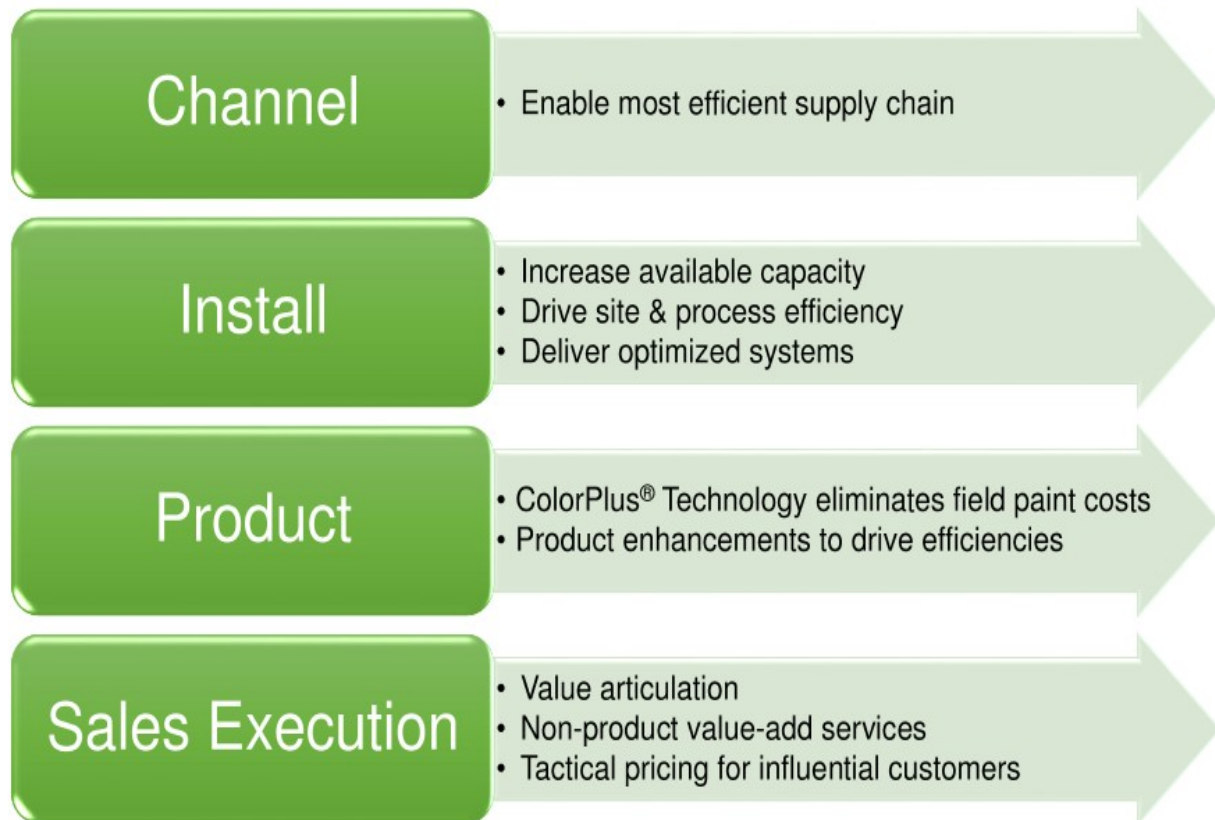 Channel
• Enable most efficient supply chain
Install
• Increase available capacity
• Drive site & process efficiency
• Deliver optimized systems
Product
• ColorPlus® Technology eliminates field paint costs
• Product enhancements to drive efficiencies
Sales Execution
• Value articulation
• Non-product value-add services
• Tactical pricing for influential customers